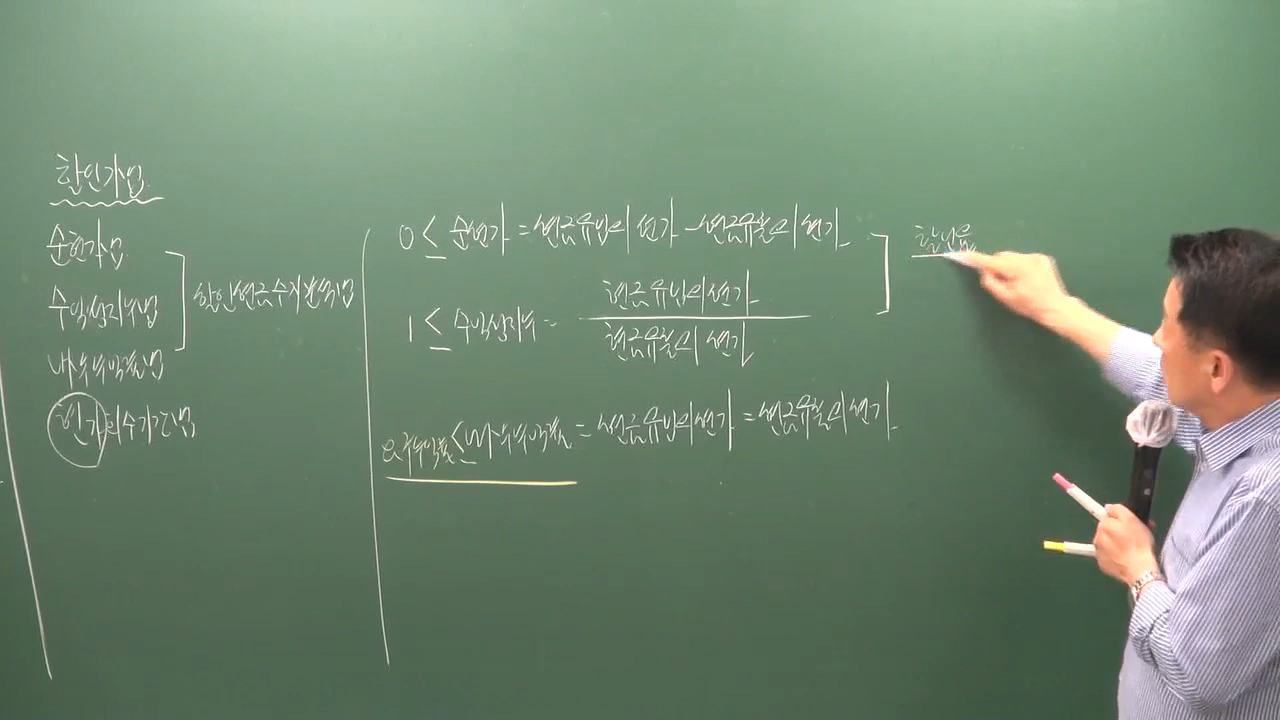 할인기법
순현가법
수익성지수법
내부수익률법
현가회수기간법
할인현금수지분석법
0 ≤ 순현가 = 현금유입의 현가 - 현금유출의 현가
1 ≤ 수익성지수 =
현금유입의 현가
현금유출의 현가
요구수익률 ≤ 내부수익률 = 현금유입의 현가 = 현금유출의 현가
할인율